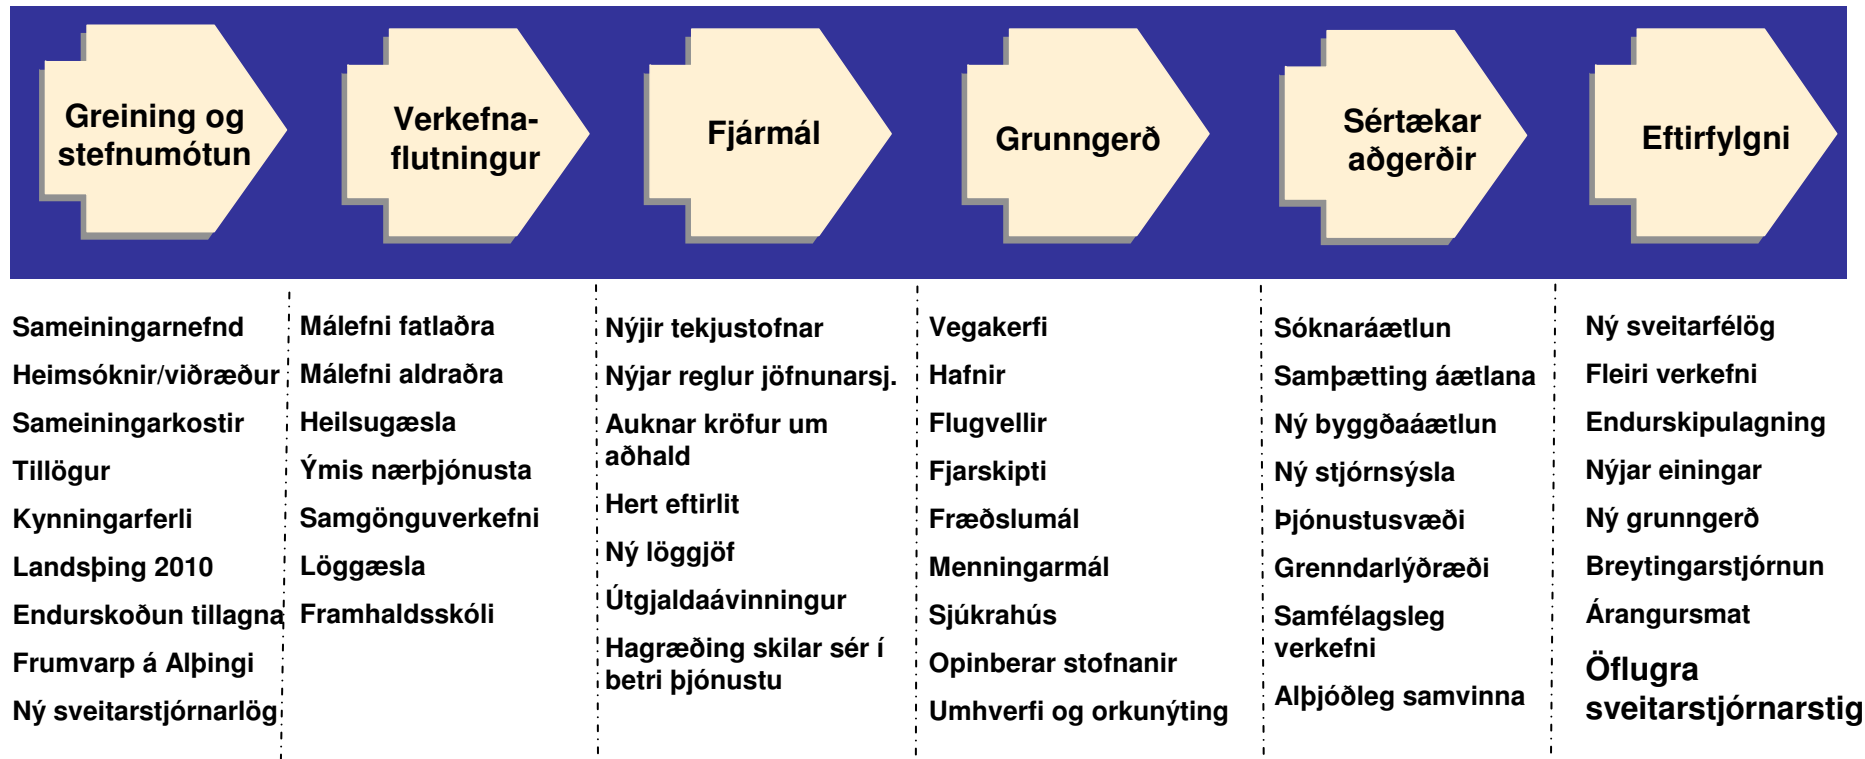 Greining og
stefnumótun
Verkefna-
flutningur
Fjármál
Grunngerð
Sértækar
aðgerðir
Eftirfylgni
Sameiningarnefnd
Heimsóknir/viðræður
Sameiningarkostir
Tillögur
Kynningarferli
Landsþing 2010
Endurskoðun tillagna
Frumvarp á Alþingi
Ný sveitarstjórnarlög
Málefni fatlaðra
Málefni aldraðra
Heilsugæsla
Ýmis nærþjónusta
Samgönguverkefni
Löggæsla
Framhaldsskóli
Nýjir tekjustofnar
Nýjar reglur jöfnunarsj.
Auknar kröfur um
aðhald
Hert eftirlit
Ný löggjöf
Útgjaldaávinningur
Hagræðing skilar sér í
betri þjónustu
Vegakerfi
Hafnir
Flugvellir
Fjarskipti
Fræðslumál
Menningarmál
Sjúkrahús
Opinberar stofnanir
Umhverfi og orkunýting
Sóknaráætlun
Samþætting áætlana
Ný byggðaáætlun
Ný stjórnsýsla
Þjónustusvæði
Grenndarlýðræði
Samfélagsleg
verkefni
Alþjóðleg samvinna
Ný sveitarfélög
Fleiri verkefni
Endurskipulagning
Nýjar einingar
Ný grunngerð
Breytingarstjórnun
Árangursmat
Öflugra
sveitarstjórnarstig